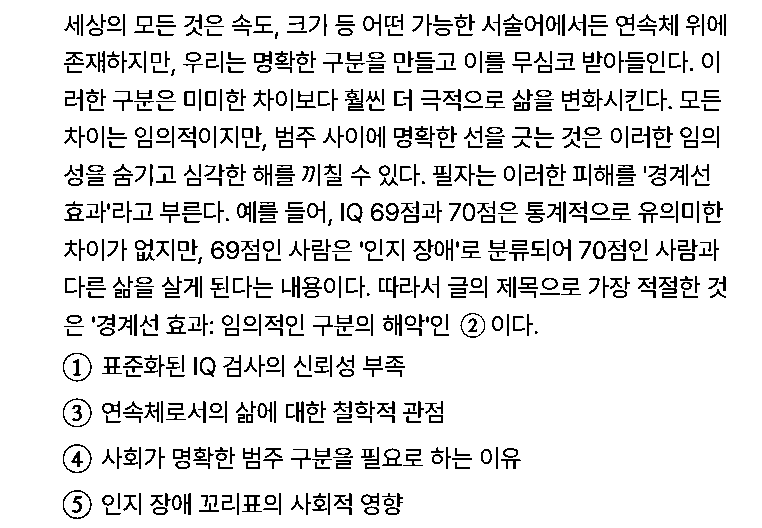 세상의 모든 것은 속도, 크기 등 어떤 가능한 서술어에서든 연속체 위에
존재하지만, 우리는 명확한 구분을 만들고 이를 무심코 받아들인다. 이
러한 구분은 미미한 차이보다 훨씬 더 극적으로 삶을 변화시킨다. 모든
차이는 임의적이지만, 범주 사이에 명확한 선을 긋는 것은 이러한 임의
성을 숨기고 심각한 해를 끼칠 수 있다. 필자는 이러한 피해를 '경계선
효과'라고 부른다. 예를 들어, IQ 69점과 70점은 통계적으로 유의미한
차이가 없지만, 69점인 사람은 '인지 장애'로 분류되어 70점인 사람과
다른 삶을 살게 된다는 내용이다. 따라서 글의 제목으로 가장 적절한 것
은 '경계선 효과: 임의적인 구분의 해악'인 ② 이다.
① 표준화된 IQ 검사의 신뢰성 부족
③ 연속체로서의 삶에 대한 철학적 관점
④ 사회가 명확한 범주 구분을 필요로 하는 이유
⑤ 인지 장애 꼬리표의 사회적 영향